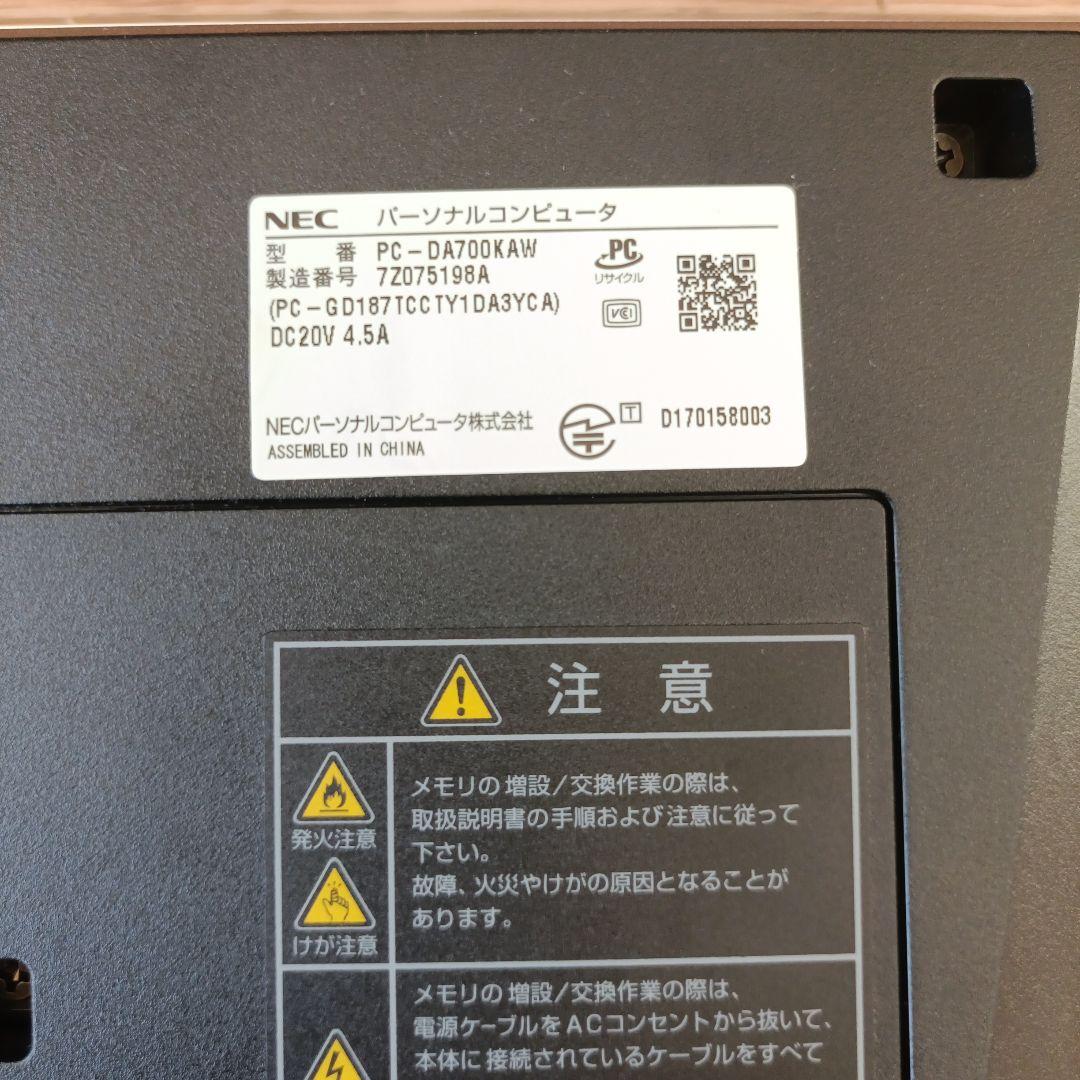 NEC パーソナルコンピュータ
型 番 PC-DA700KAW
製造番号 7Z075198A
(PC-GD187TCCTY1DA3YCA)
DC20V 4.5A
PC
リサイクル
VCI
NECパーソナルコンピュータ株式会社
ASSEMBLED IN CHINA
T D170158003
注 意
発火注意
けが注意
メモリの増設/交換作業の際は、
取扱説明書の手順および注意に従って
下さい。
故障、火災やけがの原因となることが
あります。
メモリの増設/交換作業の際は、
電源ケーブルをACコンセントから抜いて、
本体に接続されているケーブルをすべて